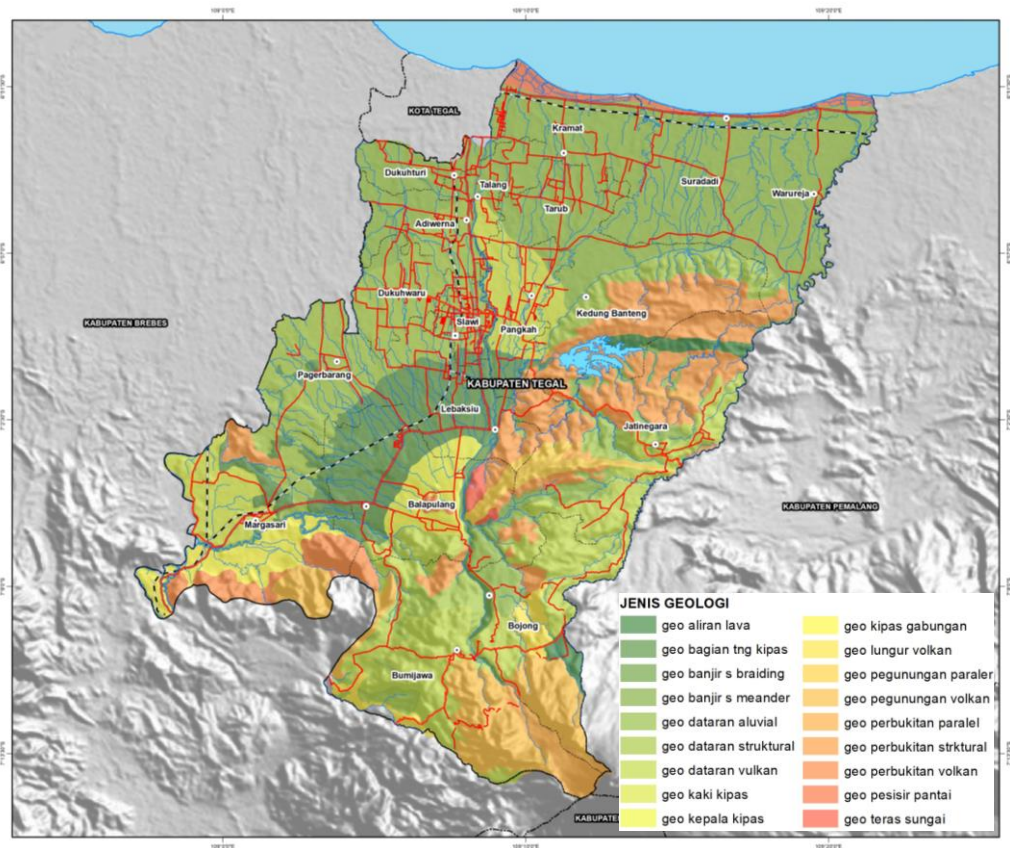 KOTA TEGAL
Kramat
Dukuhturi
Talang
Suradadi
Warureja
Tarub
Adiwerna
Dukuhwaru
Kedung Banteng
KABUPATEN BREBES
Slawi
Pangkah
Pagerbarang
KABUPATEN TEGAL
Lebaksiu
Jatinegara
Balapulang
KABUPATEN PEMALANG
Margasari
Bojong
Bumijawa
KABUPATEN
JENIS GEOLOGI
geo aliran lava
geo bagian tng kipas
geo banjir s braiding
geo banjir s meander
geo dataran aluvial
geo dataran struktural
geo dataran vulkan
geo kaki kipas
geo kepala kipas
geo kipas gabungan
geo lungur volkan
geo pegunungan paraler
geo pegunungan volkan
geo perbukitan paralel
geo perbukitan strktural
geo perbukitan volkan
geo pesisir pantai
geo teras sungai